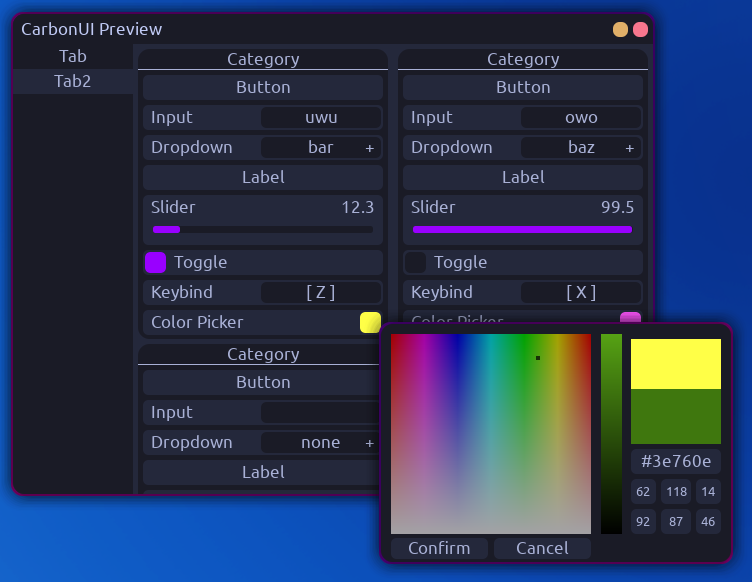 CarbonUI Preview
Tab
Tab2
Category
Button
Input uwu
Dropdown bar +
Label
Slider 12.3
Toggle
Keybind [ Z ]
Color Picker
Category
Button
Input
Dropdown none +
Label
Category
Button
Input owo
Dropdown baz +
Label
Slider 99.5
Toggle
Keybind [ X ]
Color Picker
#3e760e
62 118 14
92 87 46
Confirm Cancel